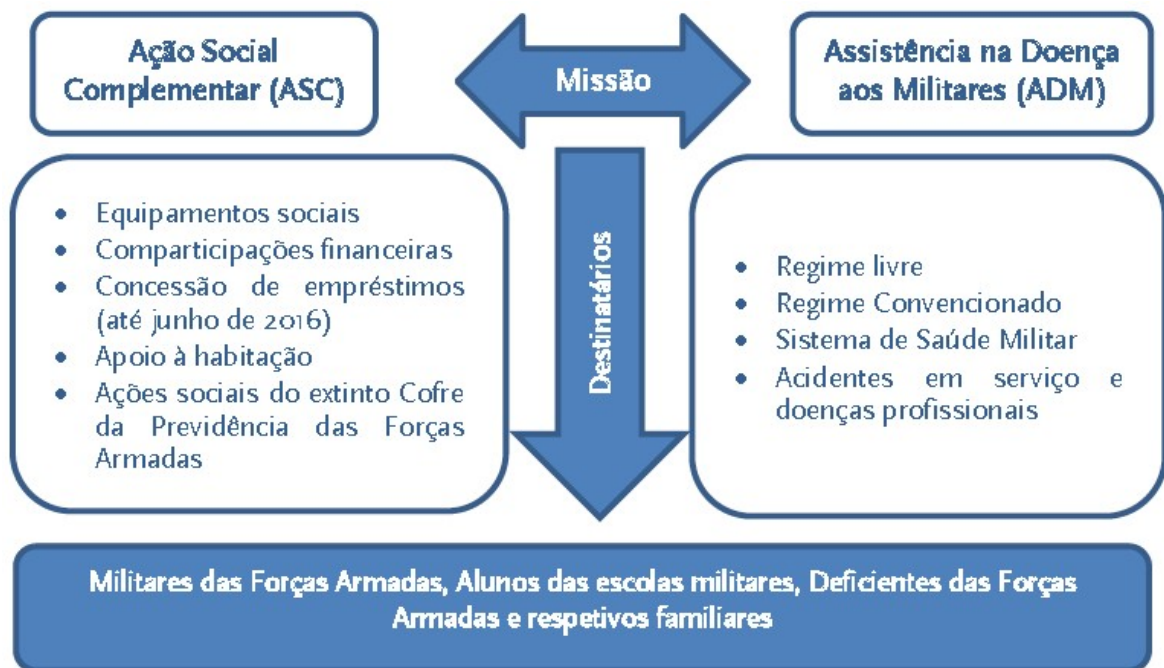 Ação Social
Complementar (ASC)
Missão
Assistência na Doença
aos Militares (ADM)
• Equipamentos sociais
• Comparticipações financeiras
• Concessão de empréstimos
(até junho de 2016)
• Apoio à habitação
• Ações sociais do extinto Cofre
da Previdência das Forças
Armadas
Destinatários
• Regime livre
• Regime Convencionado
• Sistema de Saúde Militar
• Acidentes em serviço e
doenças profissionais
Militares das Forças Armadas, Alunos das escolas militares, Deficientes das Forças
Armadas e respetivos familiares